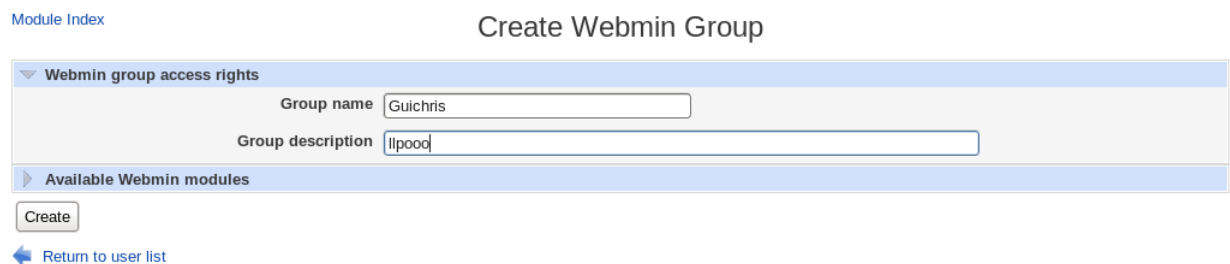 Module Index
Create Webmin Group
Webmin group access rights
Group name Guichris
Group description llpooo
Available Webmin modules
Create
Return to user list